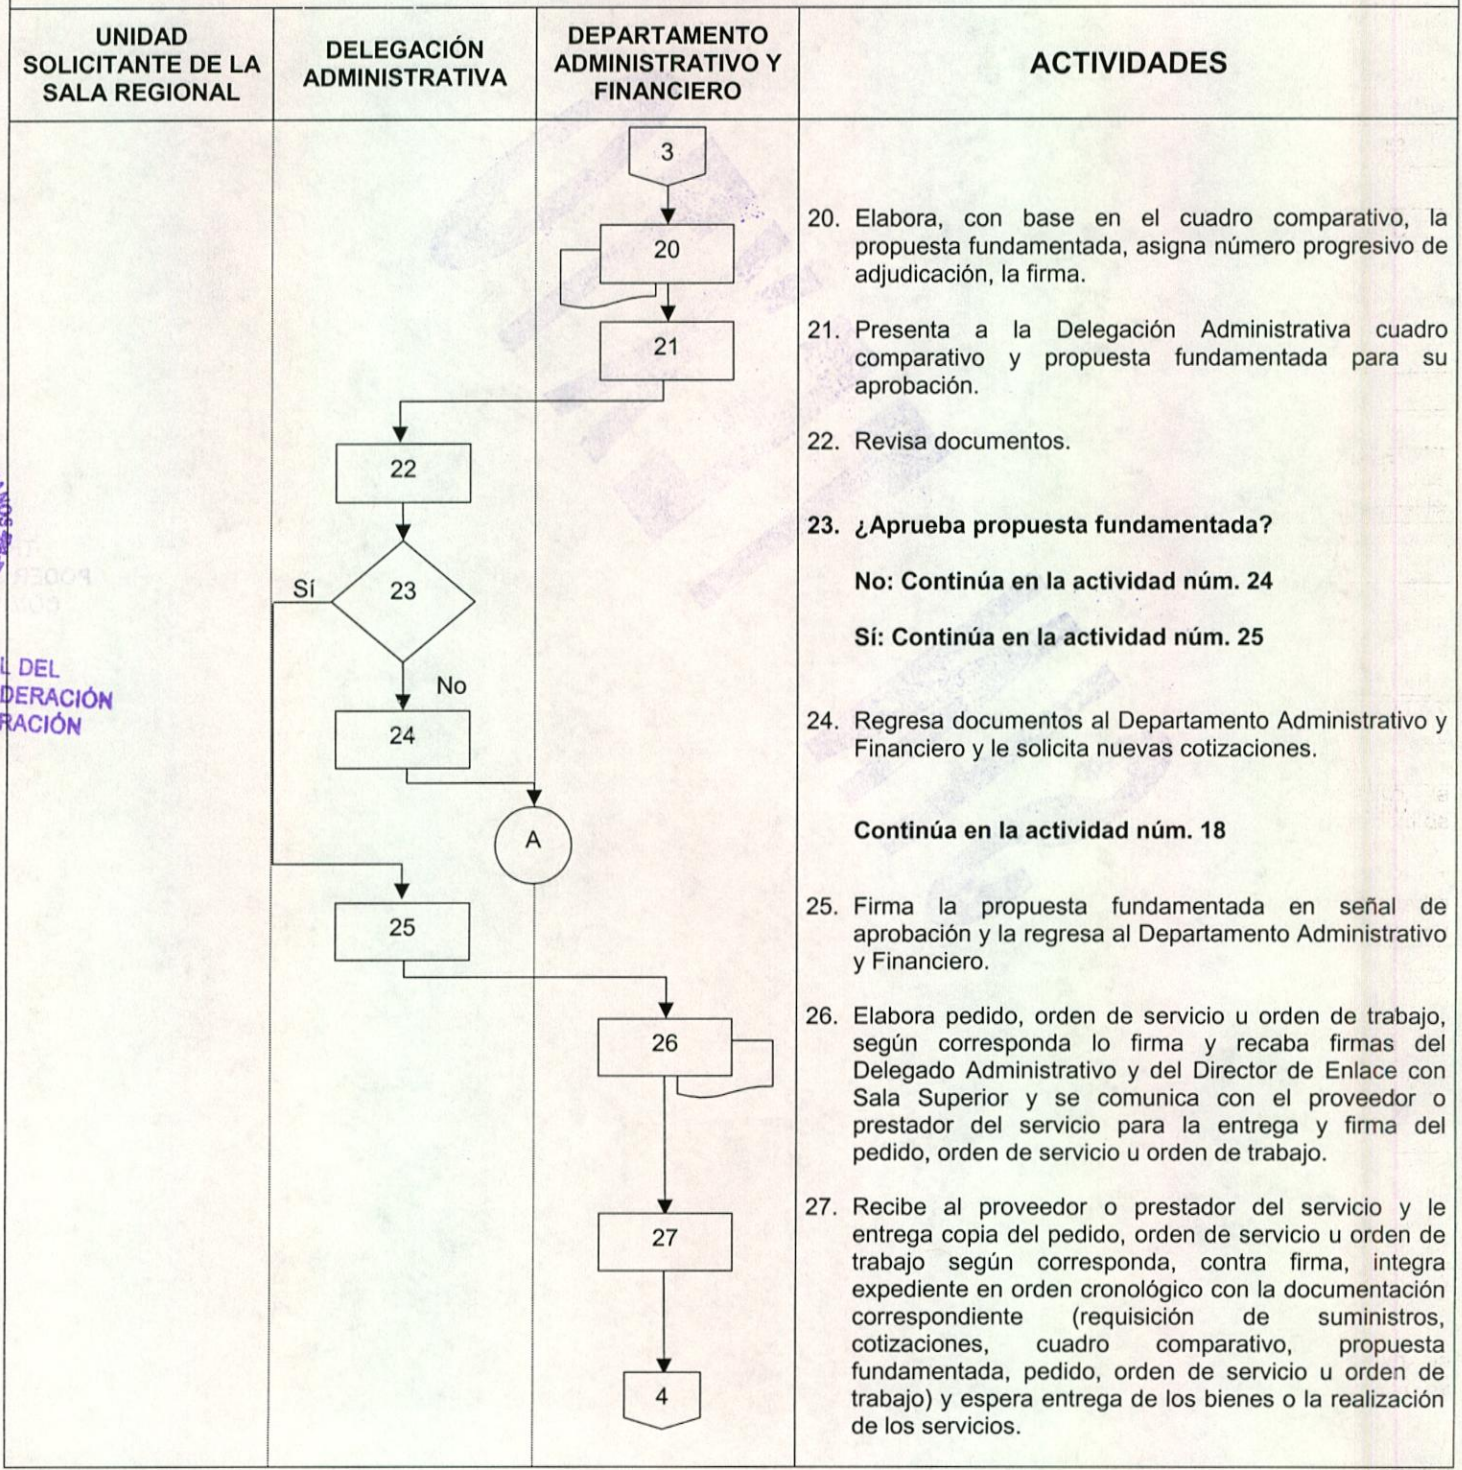 UNIDAD
SOLICITANTE DE LA
SALA REGIONAL
DELEGACIÓN
ADMINISTRATIVA
DEPARTAMENTO
ADMINISTRATIVO Y
FINANCIERO
ACTIVIDADES
3
20
21
22
23
Sí
No
24
A
25
26
27
4
20. Elabora, con base en el cuadro comparativo, la
propuesta fundamentada, asigna número progresivo de
adjudicación, la firma.
21. Presenta a la Delegación Administrativa cuadro
comparativo y propuesta fundamentada para su
aprobación.
22. Revisa documentos.
23. ¿Aprueba propuesta fundamentada?
No: Continúa en la actividad núm. 24
Sí: Continúa en la actividad núm. 25
24. Regresa documentos al Departamento Administrativo y
Financiero y le solicita nuevas cotizaciones.
Continúa en la actividad núm. 18
25. Firma la propuesta fundamentada en señal de
aprobación y la regresa al Departamento Administrativo
y Financiero.
26. Elabora pedido, orden de servicio u orden de trabajo,
según corresponda lo firma y recaba firmas del
Delegado Administrativo y del Director de Enlace con
Sala Superior y se comunica con el proveedor o
prestador del servicio para la entrega y firma del
pedido, orden de servicio u orden de trabajo.
27. Recibe al proveedor o prestador del servicio y le
entrega copia del pedido, orden de servicio u orden de
trabajo según corresponda, contra firma, integra
expediente en orden cronológico con la documentación
correspondiente (requisición de suministros,
cotizaciones, cuadro comparativo, propuesta
fundamentada, pedido, orden de servicio u orden de
trabajo) y espera entrega de los bienes o la realización
de los servicios.
L DEL
DERACIÓN
RACIÓN